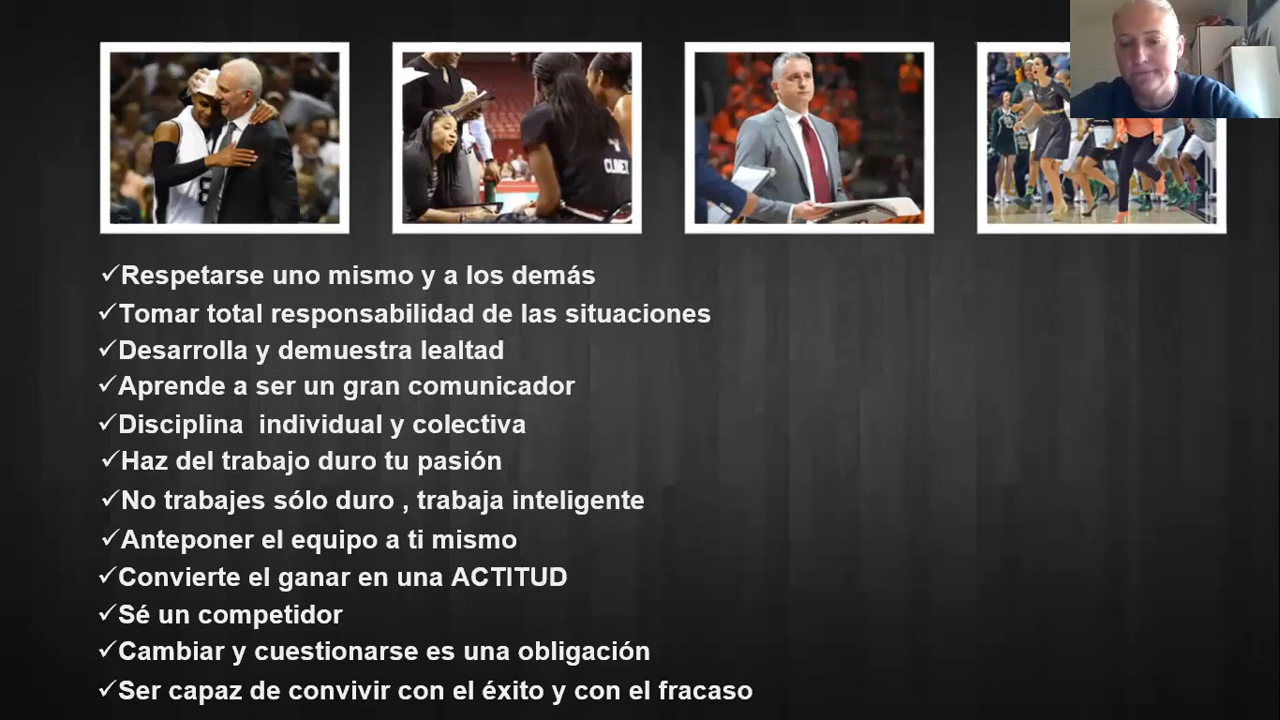 CLONEY
✓Respetarse uno mismo y a los demás
✓Tomar total responsabilidad de las situaciones
✓Desarrolla y demuestra lealtad
✓Aprende a ser un gran comunicador
✓Disciplina  individual y colectiva
✓Haz del trabajo duro tu pasión
✓No trabajes sólo duro , trabaja inteligente
✓Anteponer el equipo a ti mismo
✓Convierte el ganar en una ACTITUD
✓Sé un competidor
✓Cambiar y cuestionarse es una obligación
✓Ser capaz de convivir con el éxito y con el fracaso